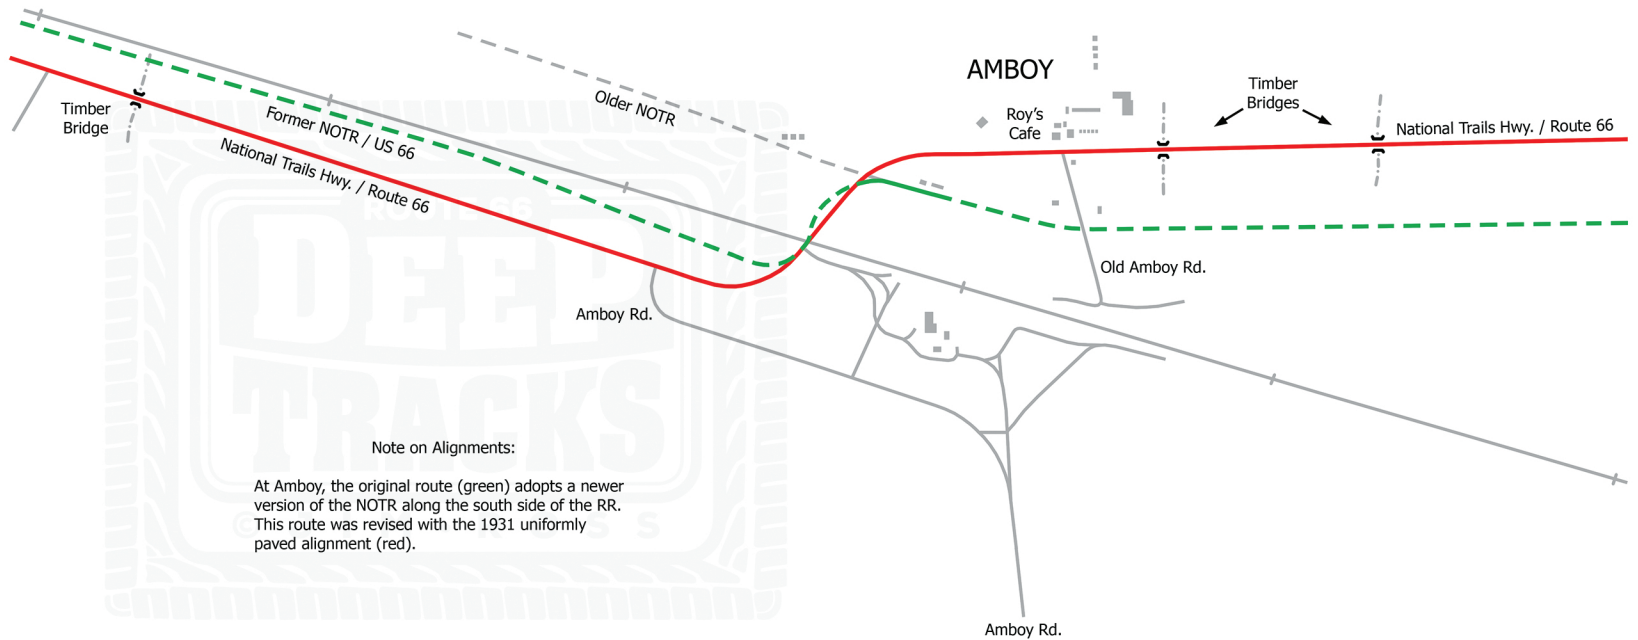 AMBOY
Older NOTR
Timber
Bridges
Timber
Bridge
Roy's
Cafe
Former NOTR / US 66
National Trails Hwy. / Route 66
National Trails Hwy. / Route 66
Old Amboy Rd.
Amboy Rd.
DEEP
TRACKS
Note on Alignments:
At Amboy, the original route (green) adopts a newer
version of the NOTR along the south side of the RR.
This route was revised with the 1931 uniformly
paved alignment (red).
Amboy Rd.